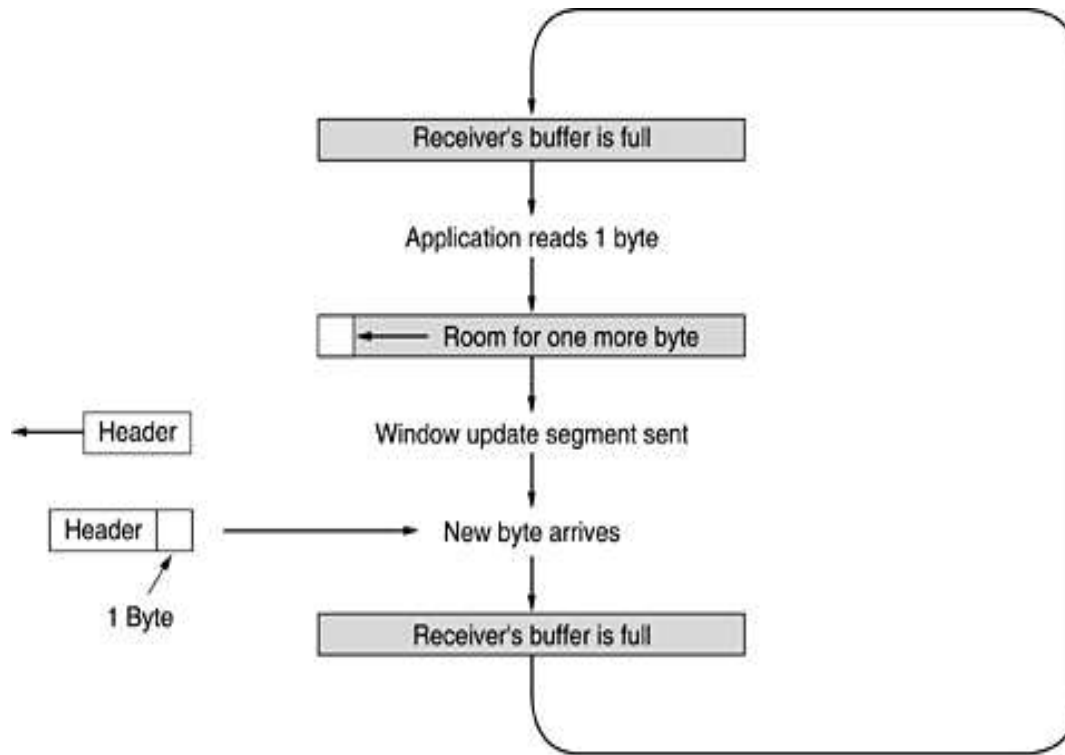 Receiver's buffer is full
Application reads 1 byte
Room for one more byte
Header
Window update segment sent
Header
New byte arrives
1 Byte
Receiver's buffer is full